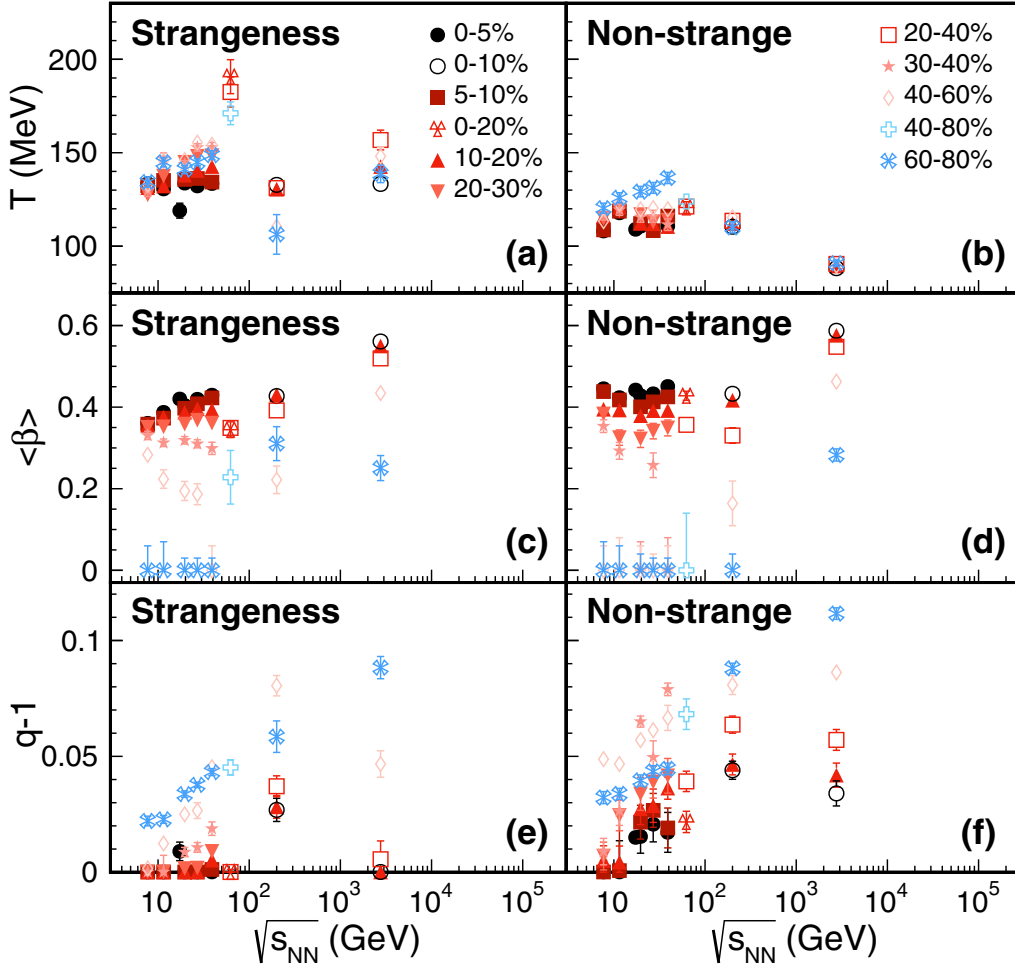 Strangeness
Non-strange
0-5%
0-10%
5-10%
0-20%
10-20%
20-30%
20-40%
30-40%
40-60%
40-80%
60-80%
T (MeV)
200
150
100
(a)
(b)
Strangeness
Non-strange
<β>
0.6
0.4
0.2
0
(c)
(d)
Strangeness
Non-strange
q-1
0.1
0.05
0
(e)
(f)
10 10² 10³ 10⁴ 10⁵
10 10² 10³ 10⁴ 10⁵
√s_NN (GeV)
√s_NN (GeV)